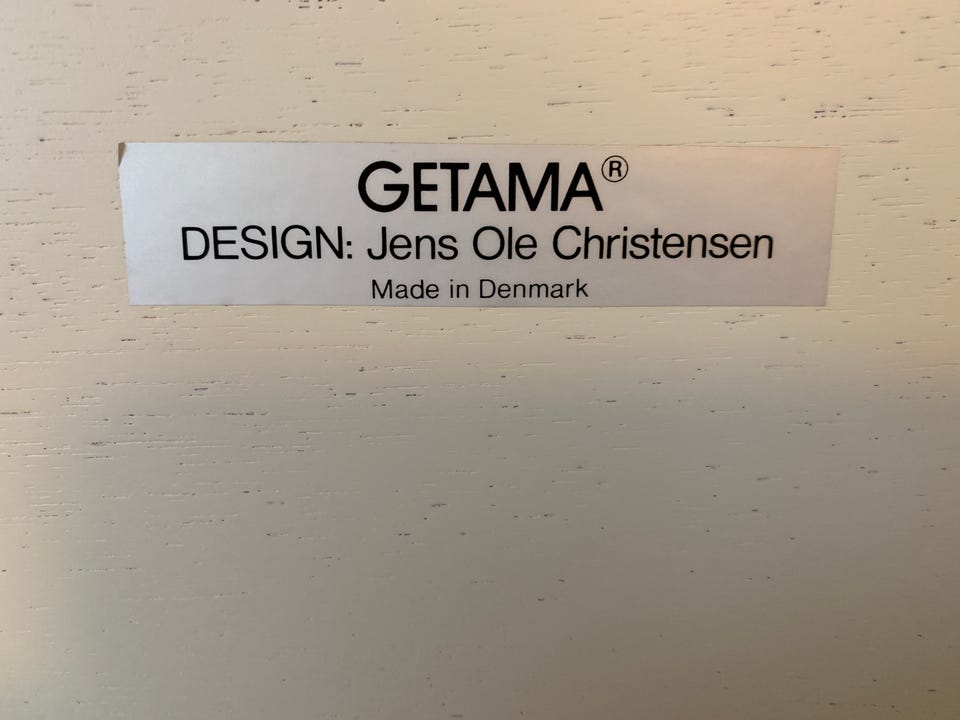 GETAMA®
DESIGN: Jens Ole Christensen
Made in Denmark